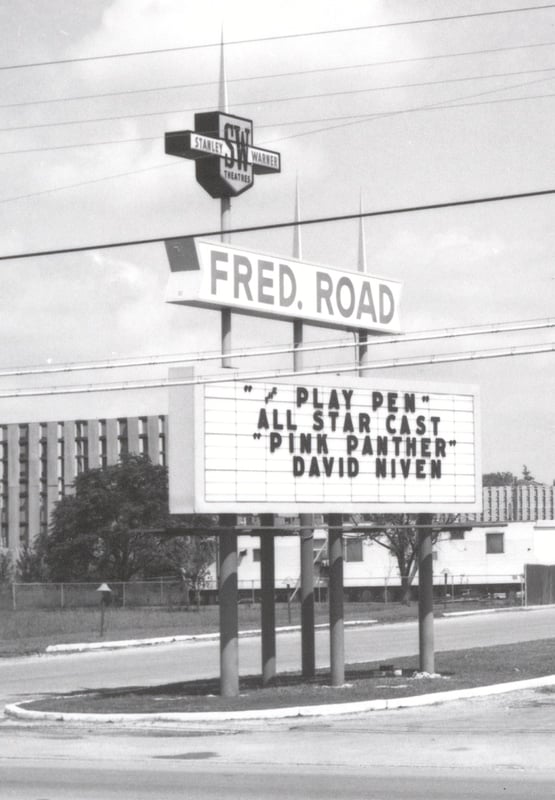 STANLEY SW WARNER
THEATRES
FRED. ROAD
" PLAY PEN"
ALL STAR CAST
"PINK PANTHER"
DAVID NIVEN